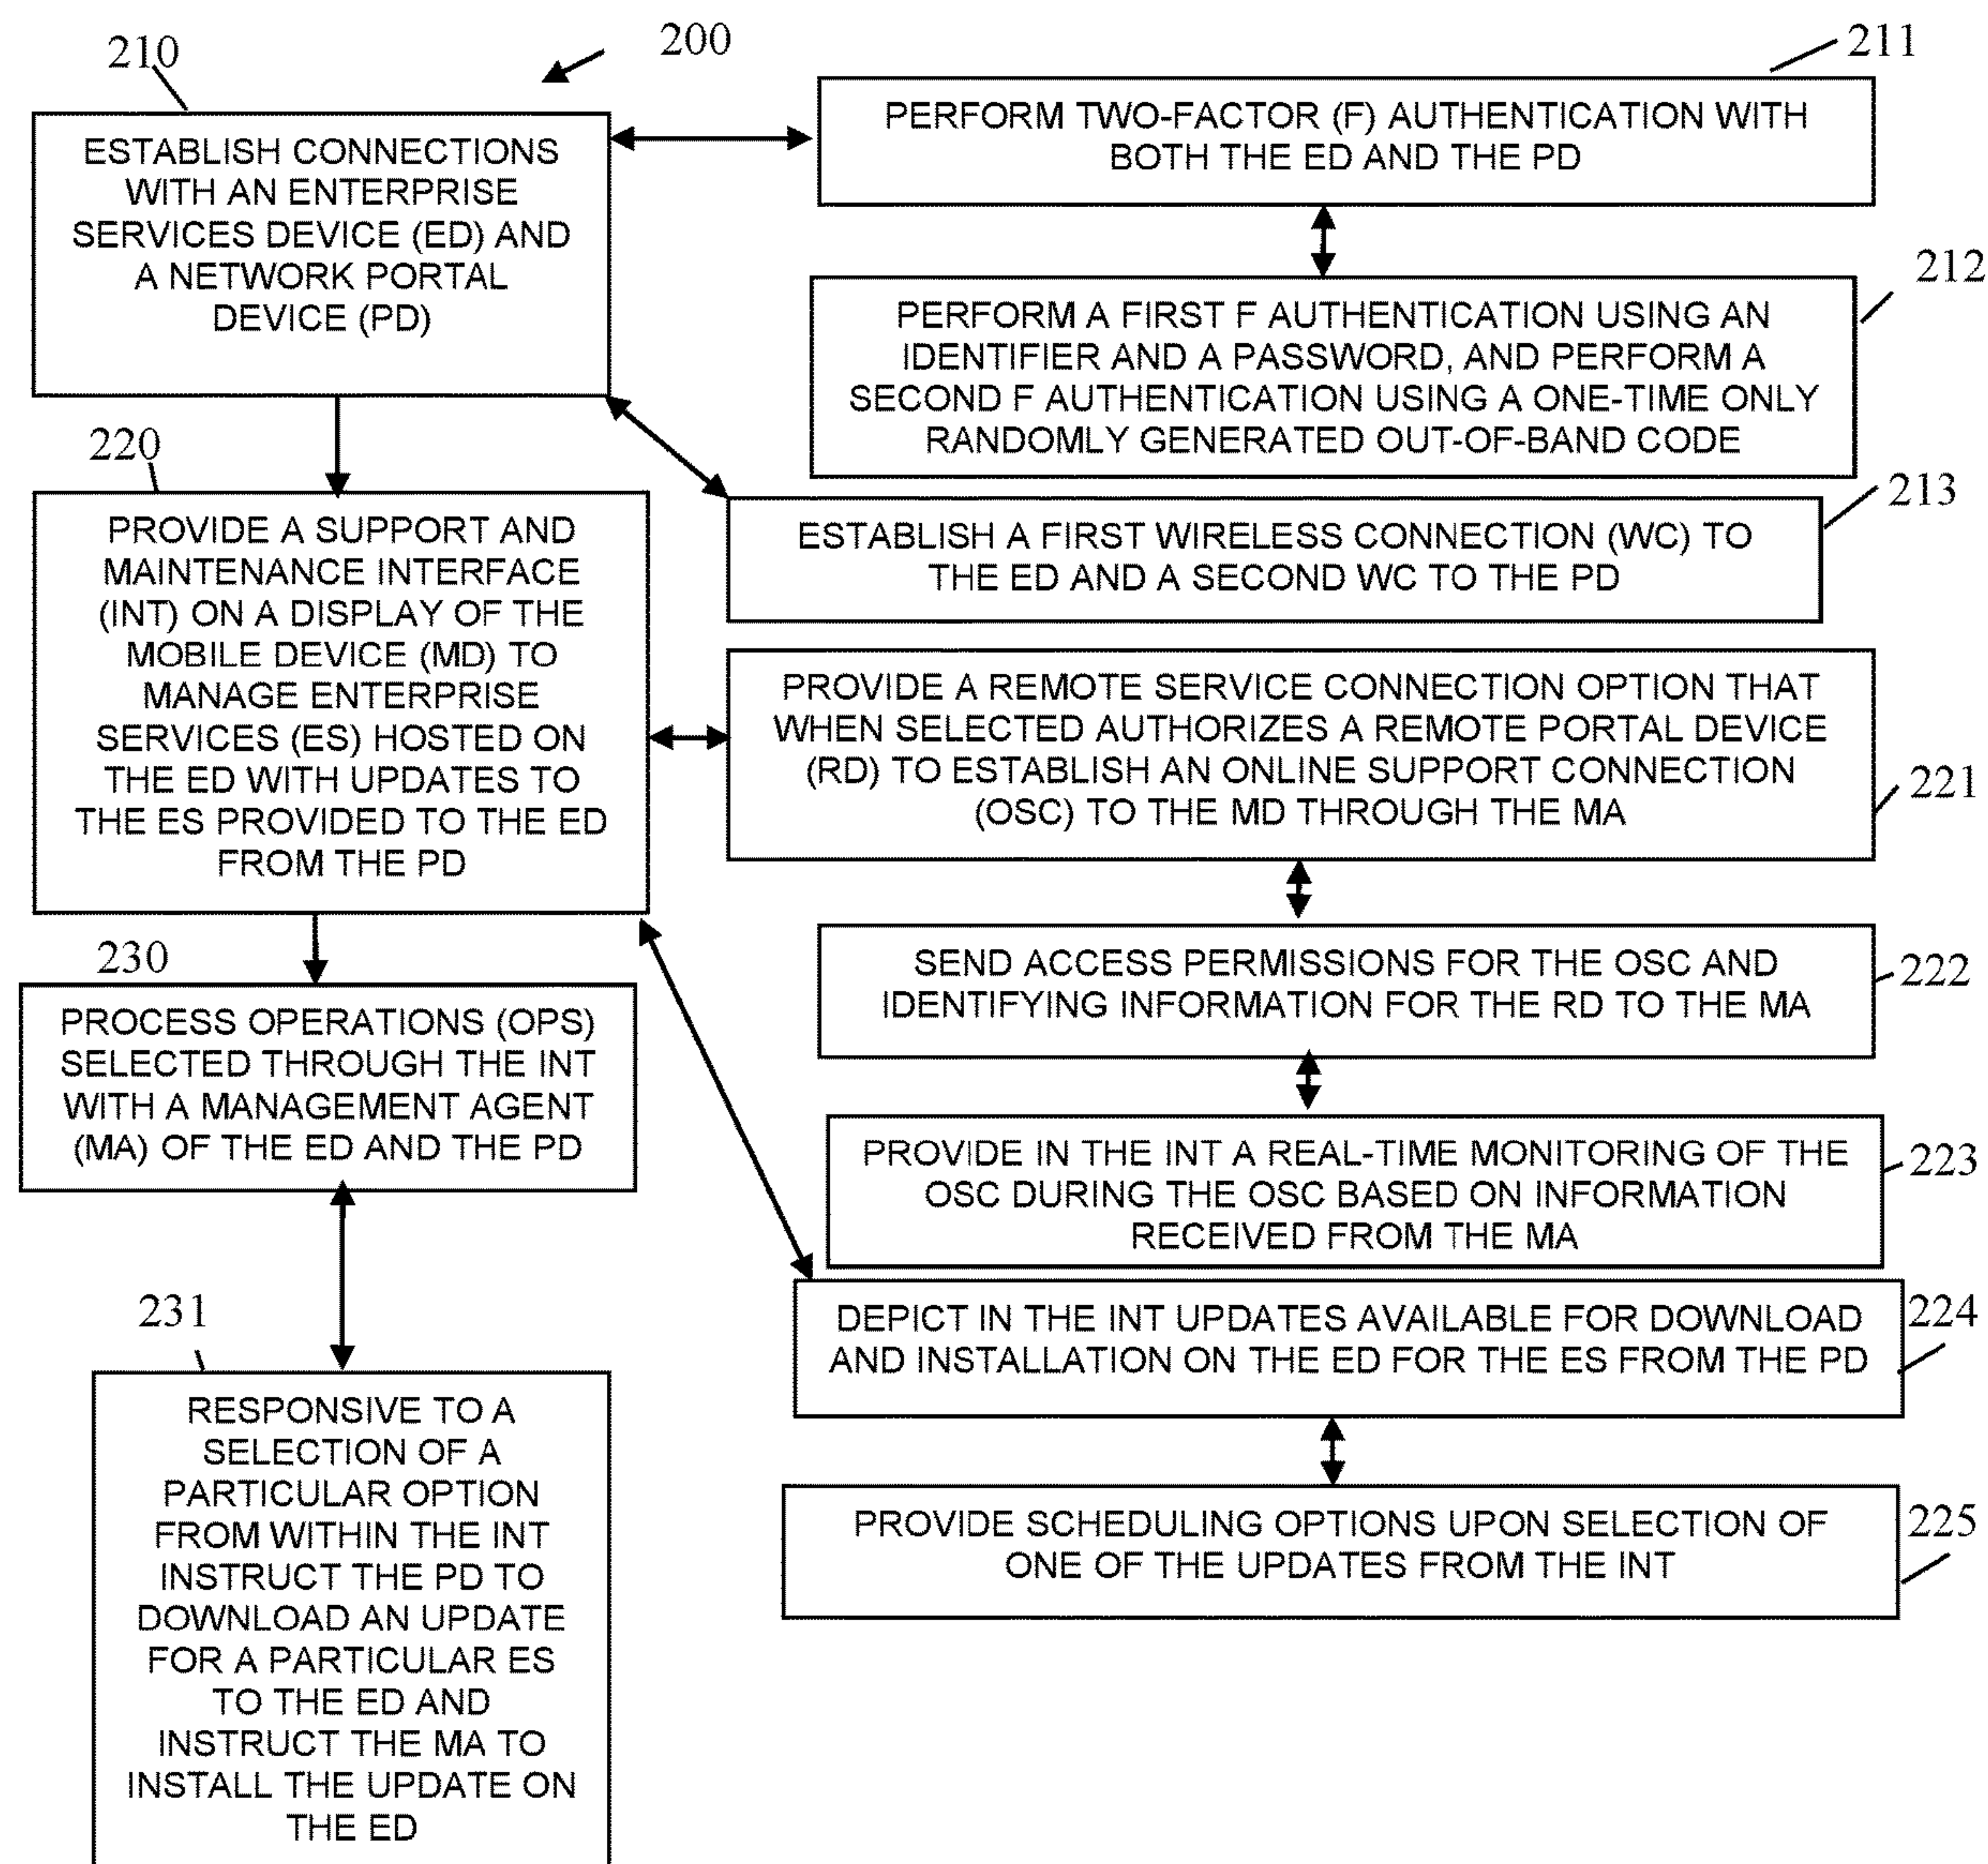 200
210
ESTABLISH CONNECTIONS
WITH AN ENTERPRISE
SERVICES DEVICE (ED) AND
A NETWORK PORTAL
DEVICE (PD)
211
PERFORM TWO-FACTOR (F) AUTHENTICATION WITH
BOTH THE ED AND THE PD
212
PERFORM A FIRST F AUTHENTICATION USING AN
IDENTIFIER AND A PASSWORD, AND PERFORM A
SECOND F AUTHENTICATION USING A ONE-TIME ONLY
RANDOMLY GENERATED OUT-OF-BAND CODE
213
ESTABLISH A FIRST WIRELESS CONNECTION (WC) TO
THE ED AND A SECOND WC TO THE PD
220
PROVIDE A SUPPORT AND
MAINTENANCE INTERFACE
(INT) ON A DISPLAY OF THE
MOBILE DEVICE (MD) TO
MANAGE ENTERPRISE
SERVICES (ES) HOSTED ON
THE ED WITH UPDATES TO
THE ES PROVIDED TO THE ED
FROM THE PD
221
PROVIDE A REMOTE SERVICE CONNECTION OPTION THAT
WHEN SELECTED AUTHORIZES A REMOTE PORTAL DEVICE
(RD) TO ESTABLISH AN ONLINE SUPPORT CONNECTION
(OSC) TO THE MD THROUGH THE MA
222
SEND ACCESS PERMISSIONS FOR THE OSC AND
IDENTIFYING INFORMATION FOR THE RD TO THE MA
223
PROVIDE IN THE INT A REAL-TIME MONITORING OF THE
OSC DURING THE OSC BASED ON INFORMATION
RECEIVED FROM THE MA
224
DEPICT IN THE INT UPDATES AVAILABLE FOR DOWNLOAD
AND INSTALLATION ON THE ED FOR THE ES FROM THE PD
225
PROVIDE SCHEDULING OPTIONS UPON SELECTION OF
ONE OF THE UPDATES FROM THE INT
230
PROCESS OPERATIONS (OPS)
SELECTED THROUGH THE INT
WITH A MANAGEMENT AGENT
(MA) OF THE ED AND THE PD
231
RESPONSIVE TO A
SELECTION OF A
PARTICULAR OPTION
FROM WITHIN THE INT
INSTRUCT THE PD TO
DOWNLOAD AN UPDATE
FOR A PARTICULAR ES
TO THE ED AND
INSTRUCT THE MA TO
INSTALL THE UPDATE ON
THE ED